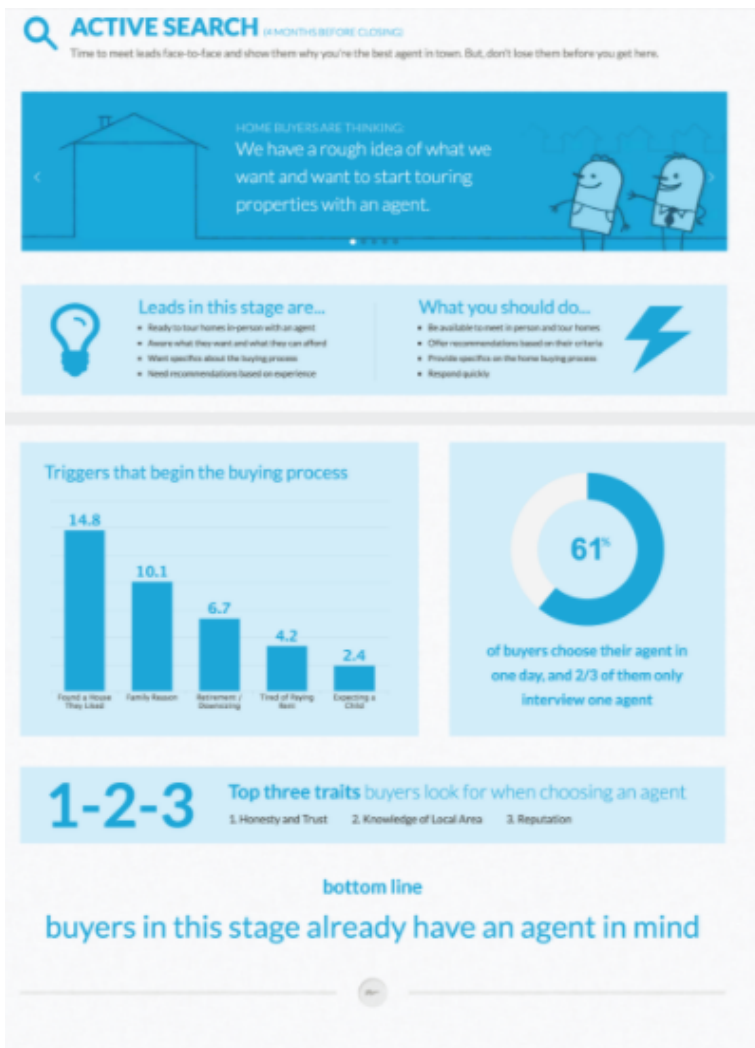 ACTIVE SEARCH (4 MONTHS BEFORE CLOSING)
Time to meet leads face-to-face and show them why you're the best agent in town. But, don't lose them before you get here.
HOME BUYERS ARE THINKING:
We have a rough idea of what we
want and want to start touring
properties with an agent.
Leads in this stage are...
Ready to tour homes in-person with an agent
Aware what they want and what they can afford
Want specifics about the buying process
Need recommendations based on experience
What you should do...
Be available to meet in person and tour homes
Offer recommendations based on their criteria
Provide specifics on the home buying process
Respond quickly
Triggers that begin the buying process
14.8
10.1
6.7
4.2
2.4
Found a House
They Liked
Family Reason
Retirement /
Downsizing
Tired of Paying
Rent
Expecting a
Child
61%
of buyers choose their agent in
one day, and 2/3 of them only
interview one agent
1-2-3
Top three traits buyers look for when choosing an agent
1. Honesty and Trust 2. Knowledge of Local Area 3. Reputation
bottom line
buyers in this stage already have an agent in mind